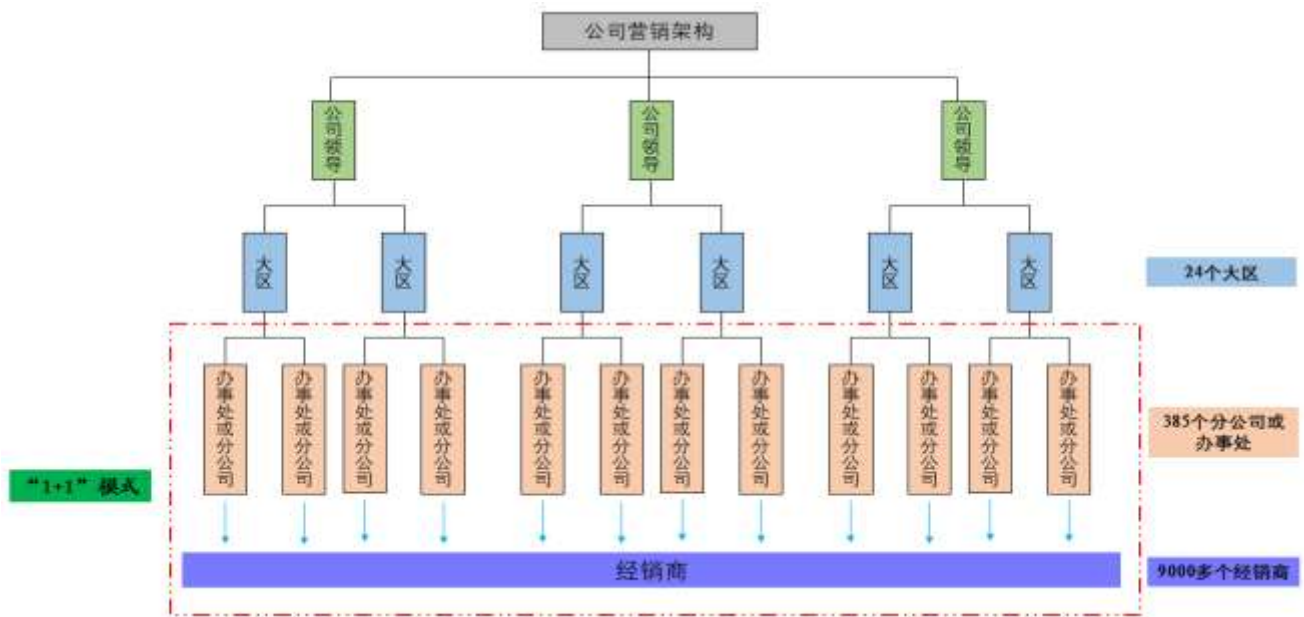 公司营销架构
公司领导
公司领导
公司领导
大区
大区
大区
大区
大区
大区
24个大区
办事处或分公司
办事处或分公司
办事处或分公司
办事处或分公司
办事处或分公司
办事处或分公司
办事处或分公司
办事处或分公司
办事处或分公司
办事处或分公司
办事处或分公司
办事处或分公司
385个分公司或
办事处
“1+1”模式
经销商
9000多个经销商